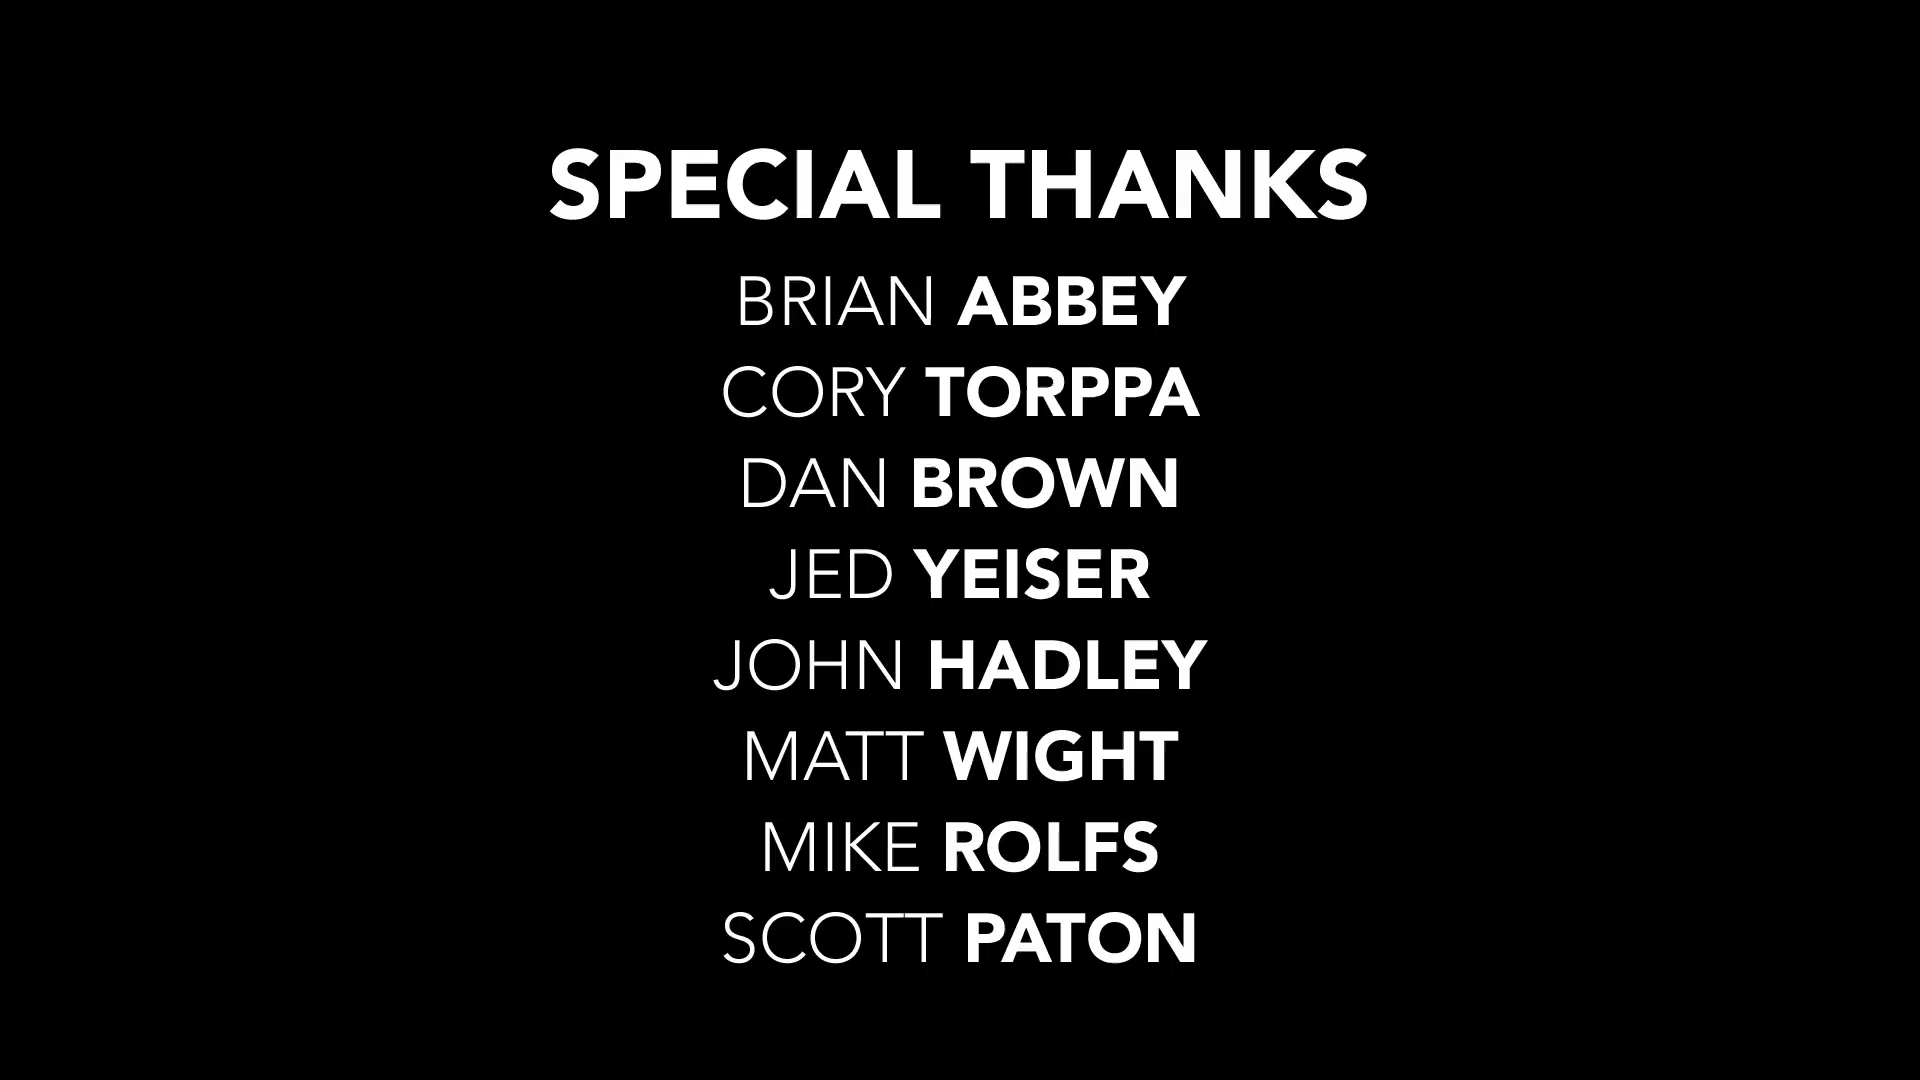 SPECIAL THANKS
BRIAN ABBEY
CORY TORPPA
DAN BROWN
JED YEISER
JOHN HADLEY
MATT WIGHT
MIKE ROLFS
SCOTT PATON